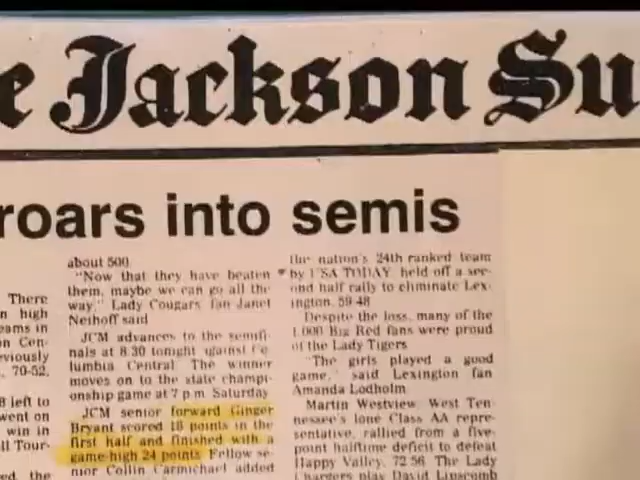 e Jackson Su
roars into semis
There
n high
eams in
n Cen-
eviously
70-52,
8 left to
went on
win in
ll Tour-
ed the
about 500.
"Now that they have beaten
them, maybe we can go all the
way," Lady Cougars fan Janet
Neihoff said
JCM advances to the semifi-
nals at 8:30 tonight against Co-
lumbia Central. The winner
moves on to the state champi-
onship game at 7 p.m. Saturday
JCM senior forward Ginger
Bryant scored 18 points in the
first half and finished with a
game-high 24 points. Fellow se-
nior Collin Carmichael added
the nation's 24th ranked team
by USA TODAY, held off a sec-
ond half rally to eliminate Lex-
ington, 59-48
Despite the loss, many of the
1,000 Big Red fans were proud
of the Lady Tigers
"The girls played a good
game," said Lexington fan
Amanda Lodholm
Martin Westview, West Ten-
nessee's lone Class AA repre-
sentative, rallied from a five-
point halftime deficit to defeat
Happy Valley, 72-56. The Lady
Chargers play David Lipscomb